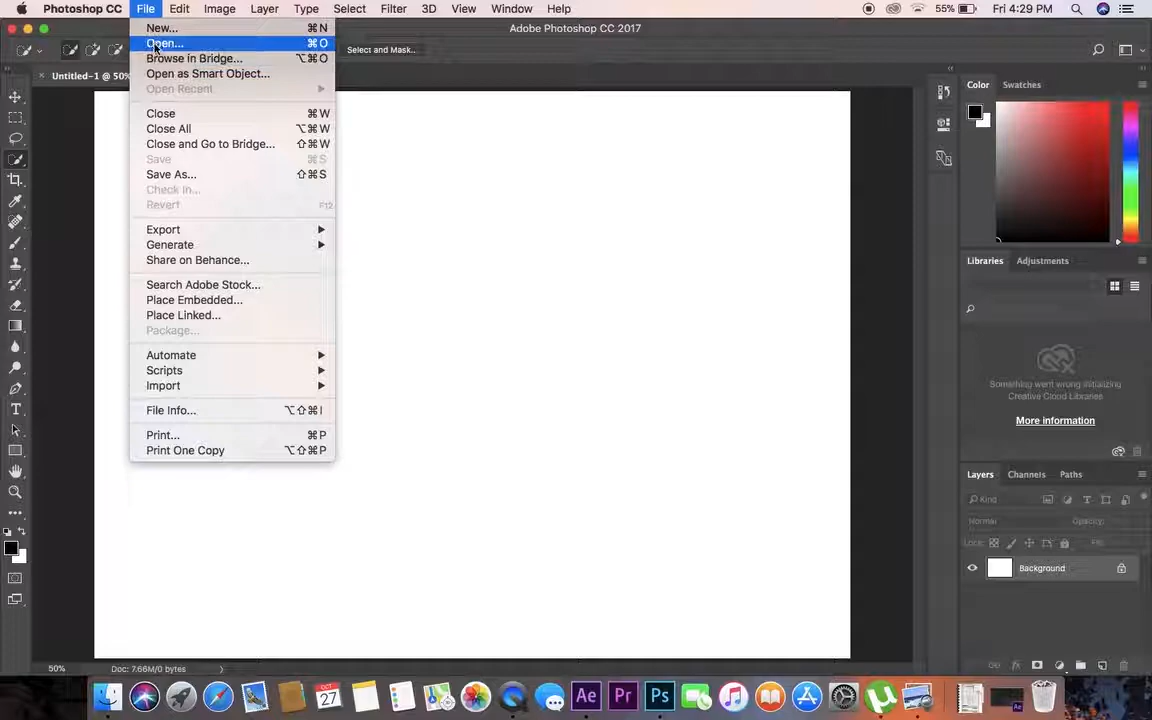 Photoshop CC File Edit Image Layer Type Select Filter 3D View Window Help 55% Fri 4:29 PM
Adobe Photoshop CC 2017
Select and Mask..
Untitled-1 @ 50%
New... ⌘N
Open... ⌘O
Browse in Bridge... ⌥⌘O
Open as Smart Object...
Open Recent
Close ⌘W
Close All ⌥⌘W
Close and Go to Bridge... ⇧⌘W
Save ⌘S
Save As... ⇧⌘S
Check In...
Revert F12
Export
Generate
Share on Behance...
Search Adobe Stock...
Place Embedded...
Place Linked...
Package...
Automate
Scripts
Import
File Info... ⌥⇧⌘I
Print... ⌘P
Print One Copy ⌥⇧⌘P
Color Swatches
Libraries Adjustments
Something went wrong initializing
Creative Cloud Libraries
More information
Layers Channels Paths
Kind
Normal Opacity:
Lock:
Background
50% Doc: 7.66M/0 bytes
OCT
27
Ae Pr Ps